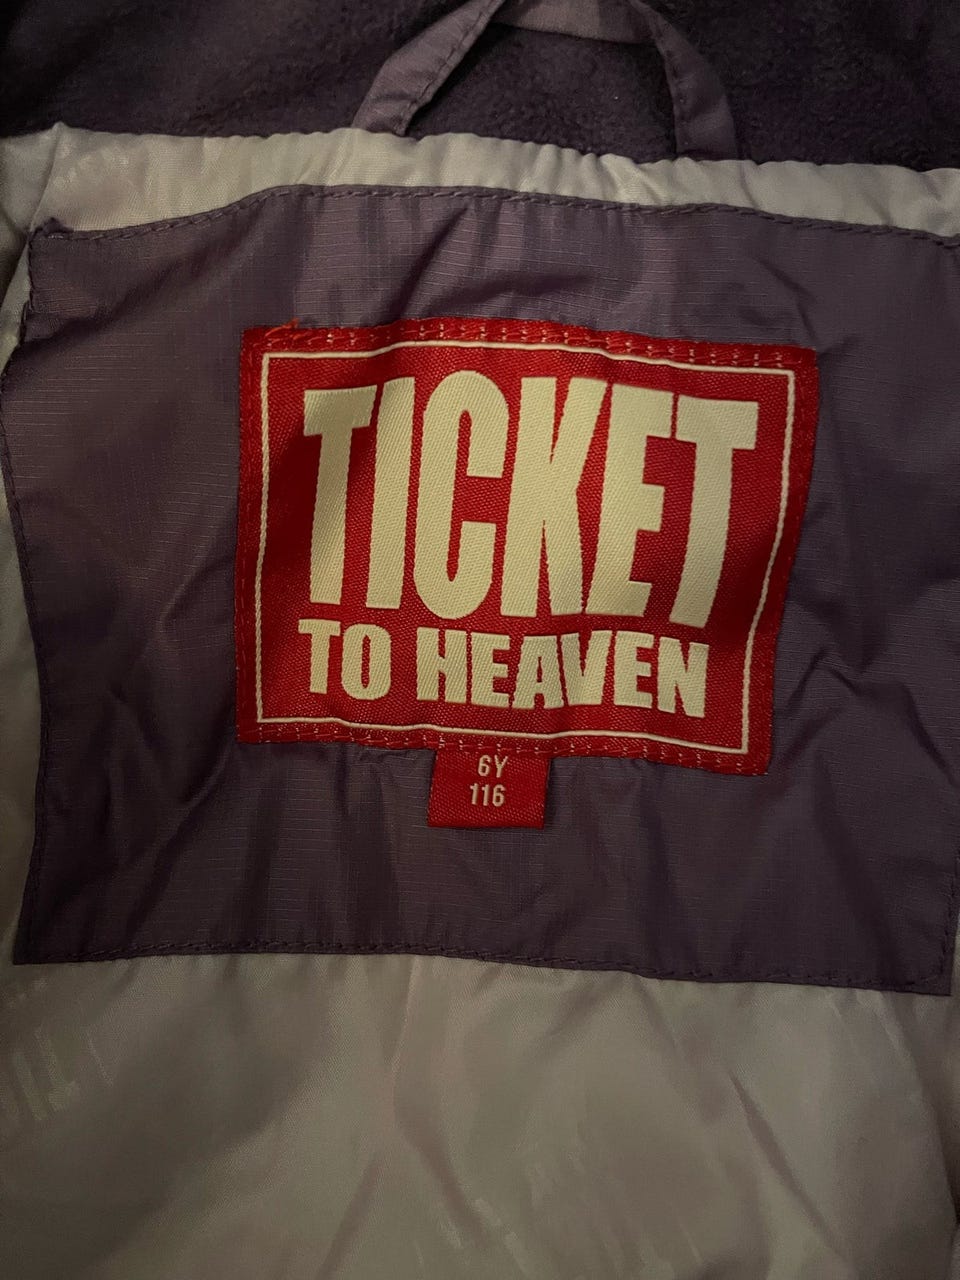 TICKET
TO HEAVEN
6Y
116